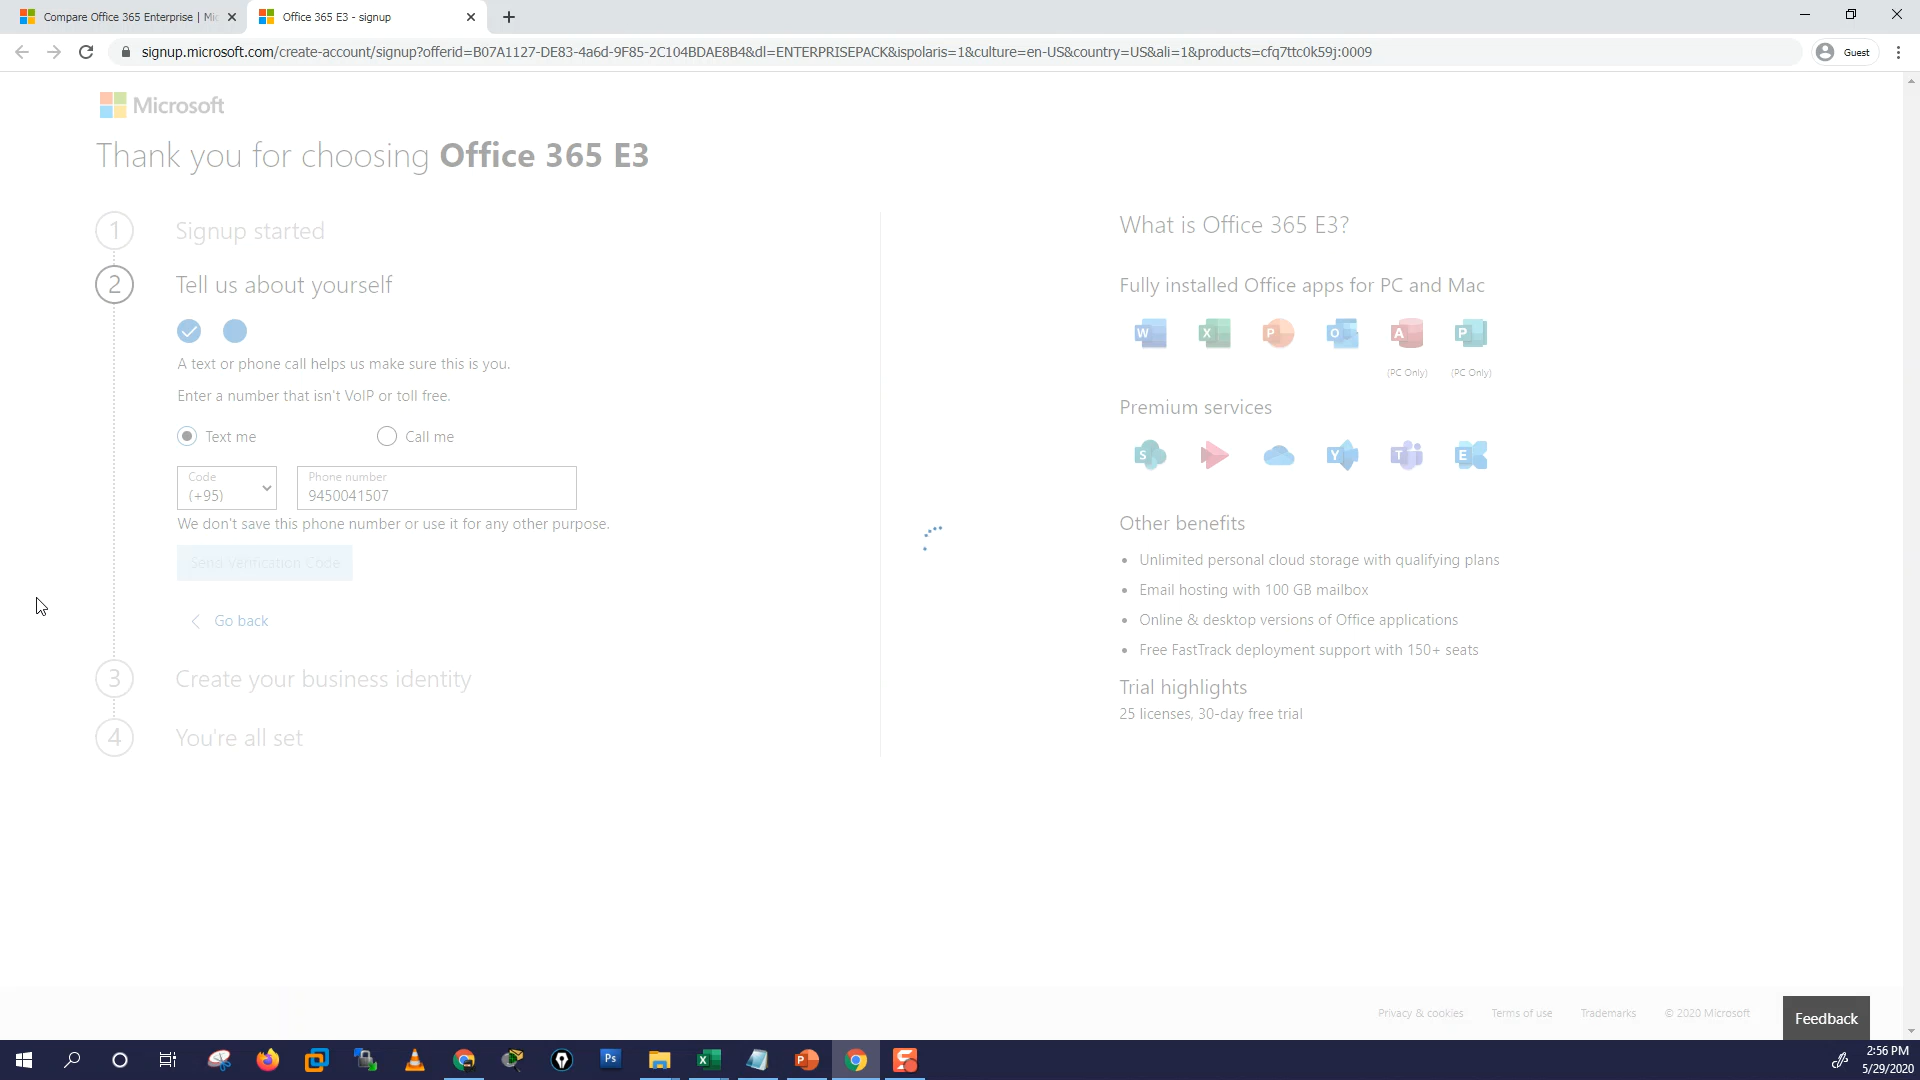 Compare Office 365 Enterprise | Mic
Office 365 E3 - signup
signup.microsoft.com/create-account/signup?offerid=B07A1127-DE83-4a6d-9F85-2C104BDAE8B4&dl=ENTERPRISEPACK&ispolaris=1&culture=en-US&country=US&ali=1&products=cfq7ttc0k59j:0009
Guest
Microsoft
Thank you for choosing Office 365 E3
1 Signup started
2 Tell us about yourself
A text or phone call helps us make sure this is you.
Enter a number that isn't VoIP or toll free.
Text me
Call me
Code
(+95)
Phone number
9450041507
We don't save this phone number or use it for any other purpose.
Send Verification Code
Go back
3 Create your business identity
4 You're all set
What is Office 365 E3?
Fully installed Office apps for PC and Mac
W X P O A P
(PC Only) (PC Only)
Premium services
S Y T E
Other benefits
• Unlimited personal cloud storage with qualifying plans
• Email hosting with 100 GB mailbox
• Online & desktop versions of Office applications
• Free FastTrack deployment support with 150+ seats
Trial highlights
25 licenses, 30-day free trial
Privacy & cookies
Terms of use
Trademarks
© 2020 Microsoft
Feedback
Ps
X
P
2:56 PM
5/29/2020